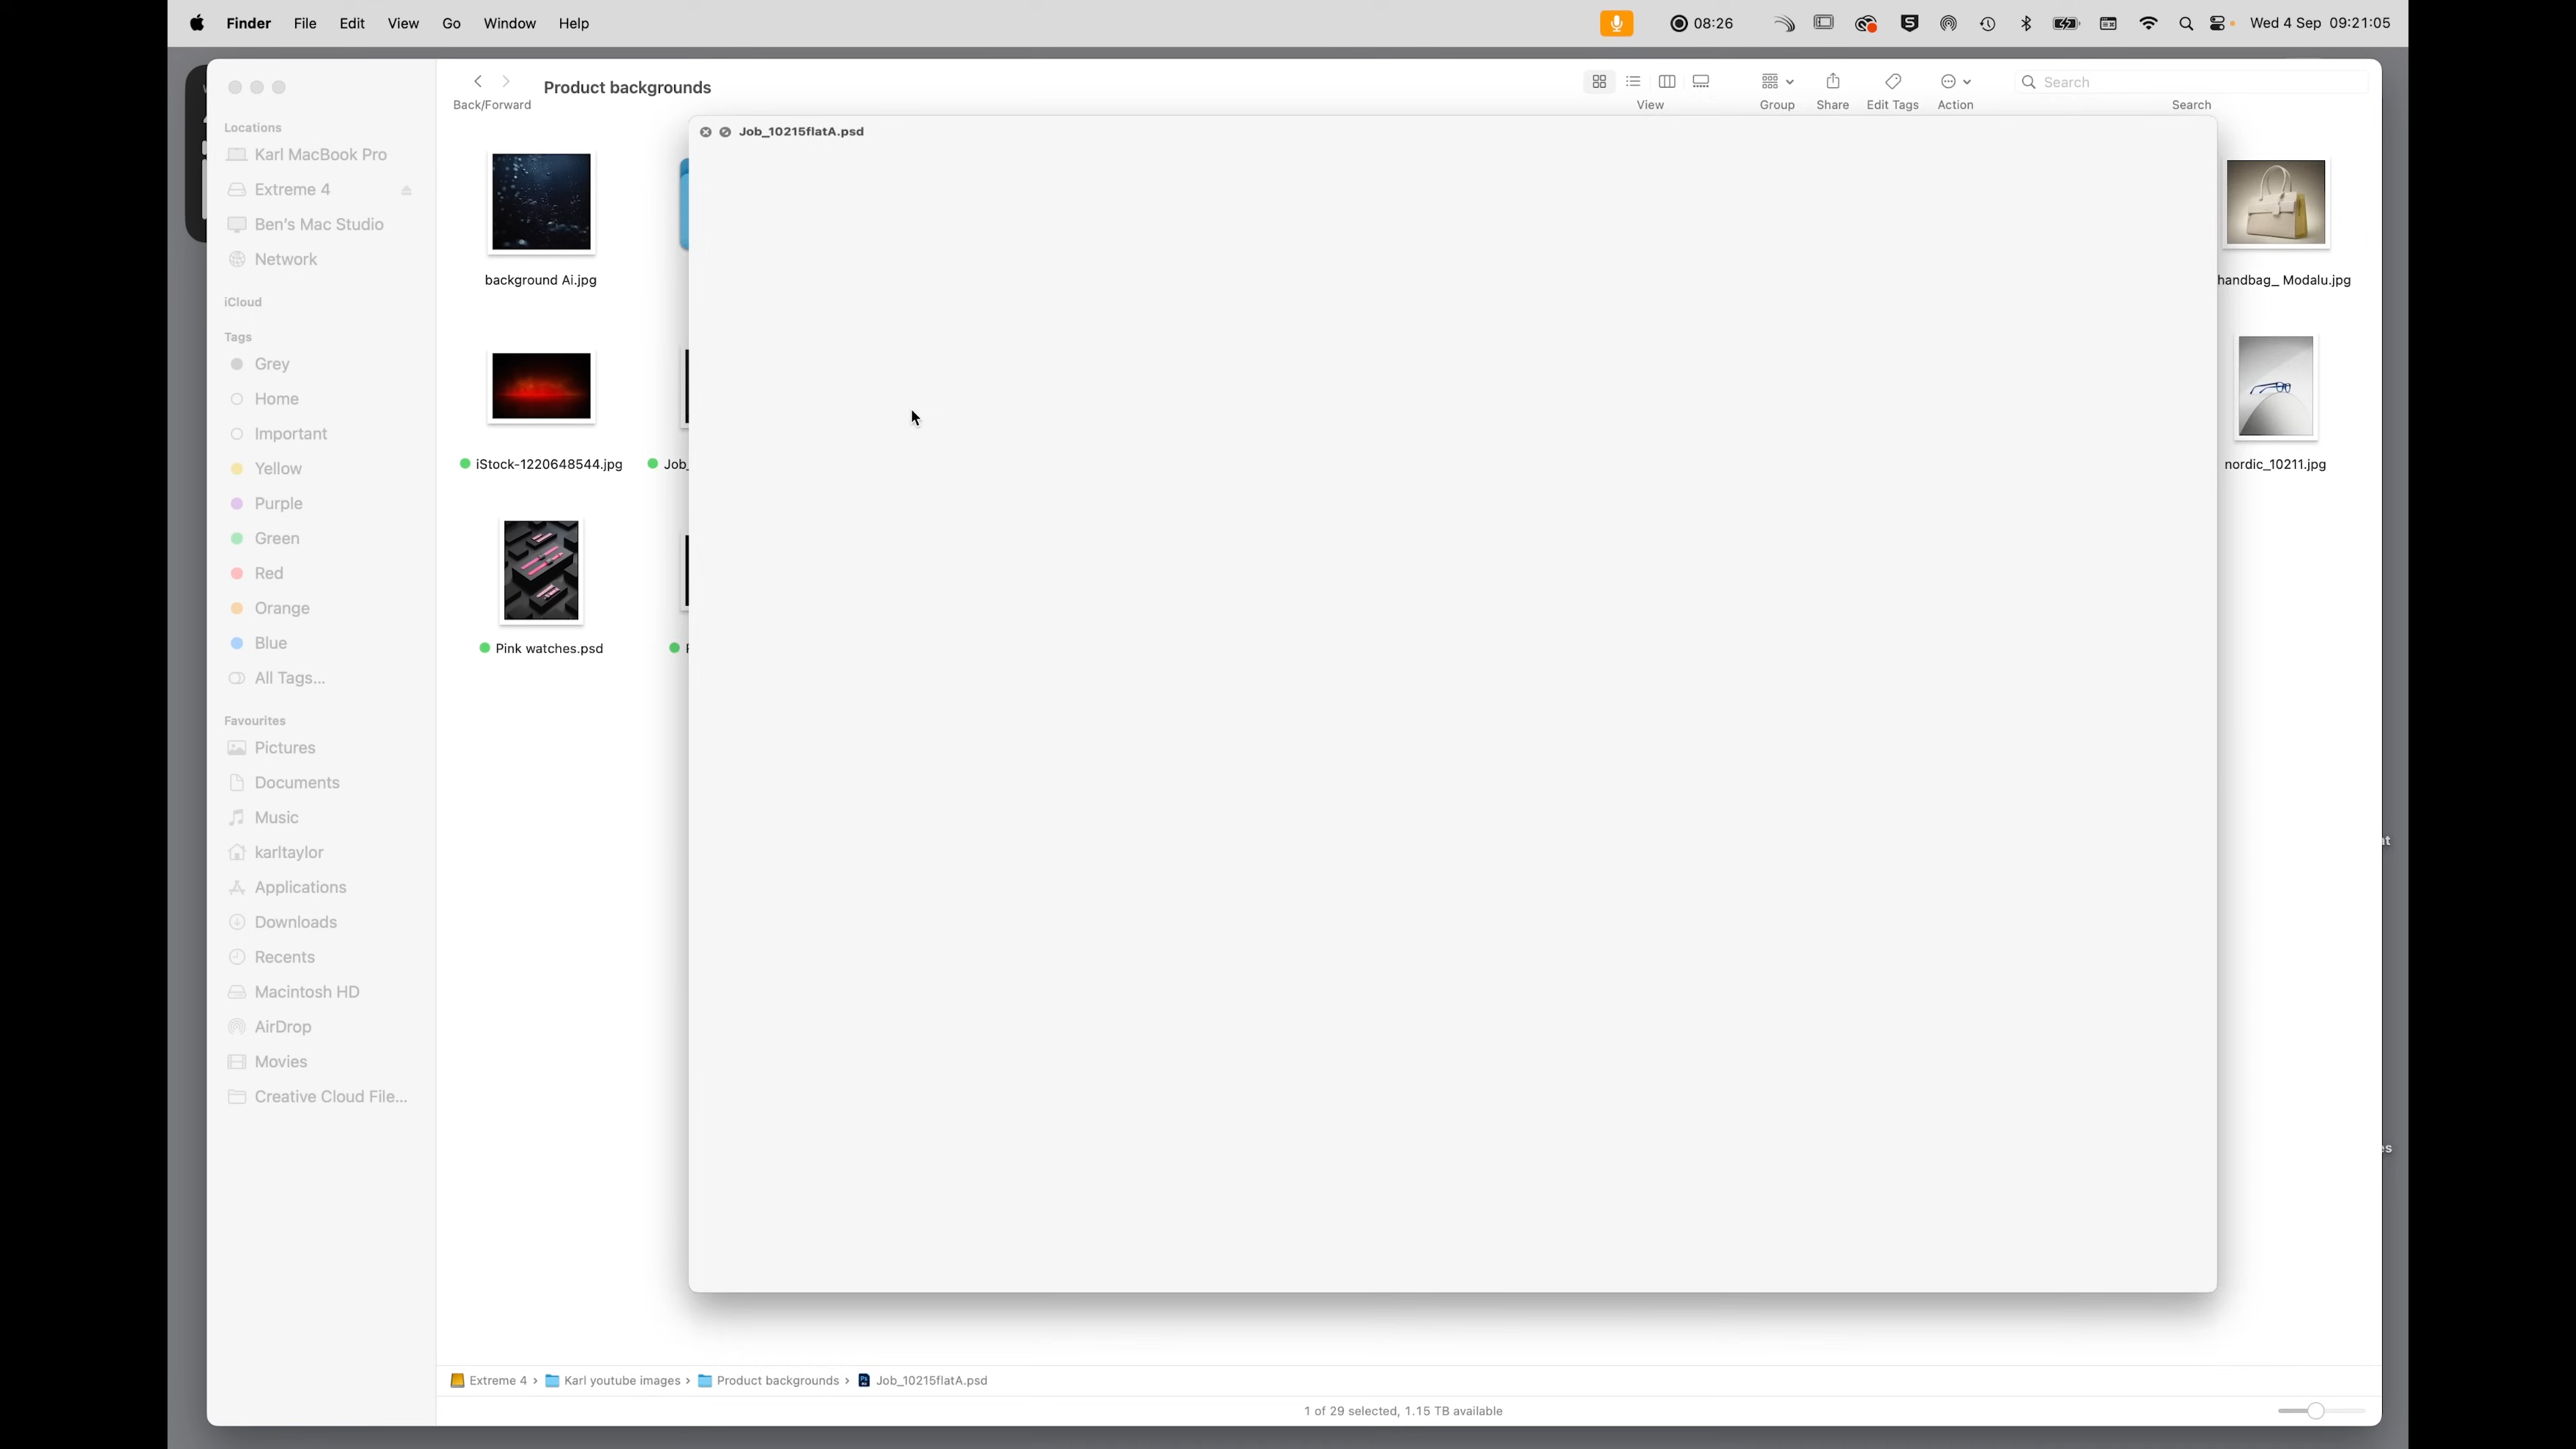 Finder File Edit View Go Window Help 08:26 Wed 4 Sep 09:21:05
Back/Forward
Product backgrounds
View
Group
Share
Edit Tags
Action
Search
Search
Locations
Karl MacBook Pro
Extreme 4
Ben's Mac Studio
Network
iCloud
Tags
Grey
Home
Important
Yellow
Purple
Green
Red
Orange
Blue
All Tags...
Favourites
Pictures
Documents
Music
karltaylor
Applications
Downloads
Recents
Macintosh HD
AirDrop
Movies
Creative Cloud File...
Job_10215flatA.psd
background Ai.jpg
handbag_ Modalu.jpg
iStock-1220648544.jpg
Job_
nordic_10211.jpg
Pink watches.psd
Extreme 4 › Karl youtube images › Product backgrounds › Job_10215flatA.psd
1 of 29 selected, 1.15 TB available